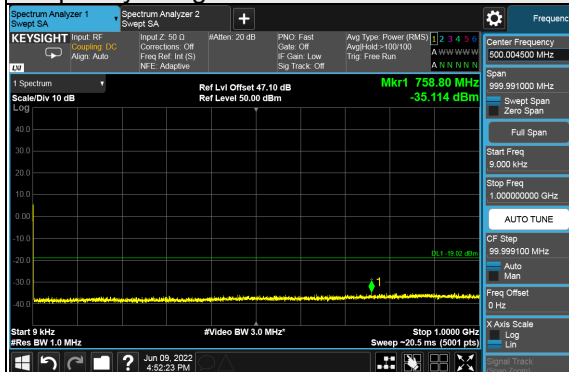 Spectrum Analyzer 1
Swept SA
Spectrum Analyzer 2
Swept SA
+
Frequenc
KEYSIGHT
Input: RF
Coupling: DC
Align: Auto
Input Z: 50 Ω
Corrections: Off
Freq Ref: Int (S)
NFE: Adaptive
#Atten: 20 dB
PNO: Fast
Gate: Off
IF Gain: Low
Sig Track: Off
Avg Type: Power (RMS)
Avg|Hold:>100/100
Trig: Free Run
1 2 3 4 5 6
A W W W W W
A N N N N N
LXI
1 Spectrum
Scale/Div 10 dB
Ref Lvl Offset 47.10 dB
Ref Level 50.00 dBm
Mkr1 758.80 MHz
-35.114 dBm
Log
40.0
30.0
20.0
10.0
0.00
-10.0
-20.0
-30.0
-40.0
DL1 -19.02 dBm
1
Start 9 kHz
#Res BW 1.0 MHz
#Video BW 3.0 MHz*
Stop 1.0000 GHz
Sweep ~20.5 ms (5001 pts)
Jun 09, 2022
4:52:23 PM
?
Center Frequency
500.004500 MHz
Span
999.991000 MHz
Swept Span
Zero Span
Full Span
Start Freq
9.000 kHz
Stop Freq
1.000000000 GHz
AUTO TUNE
CF Step
99.999100 MHz
Auto
Man
Freq Offset
0 Hz
X Axis Scale
Log
Lin
Signal Track